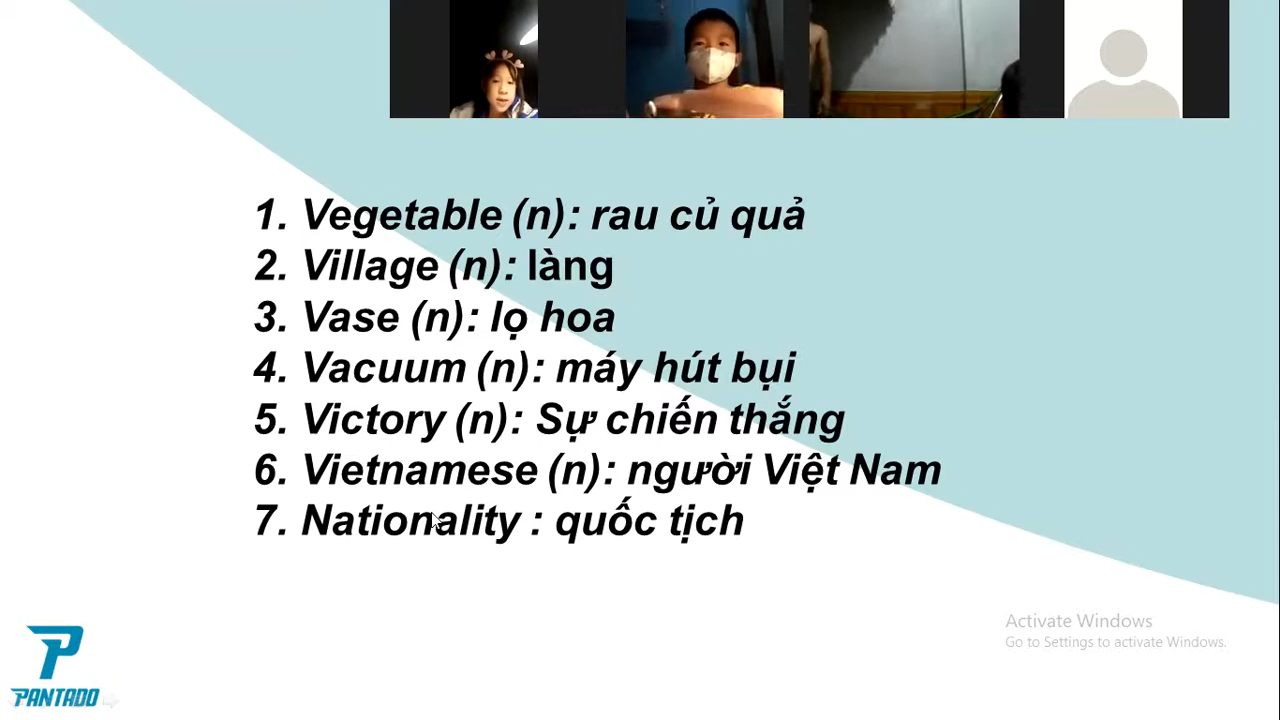 1. Vegetable (n): rau củ quả
2. Village (n): làng
3. Vase (n): lọ hoa
4. Vacuum (n): máy hút bụi
5. Victory (n): Sự chiến thắng
6. Vietnamese (n): người Việt Nam
7. Nationality : quốc tịch
Activate Windows
Go to Settings to activate Windows.
PANTADO